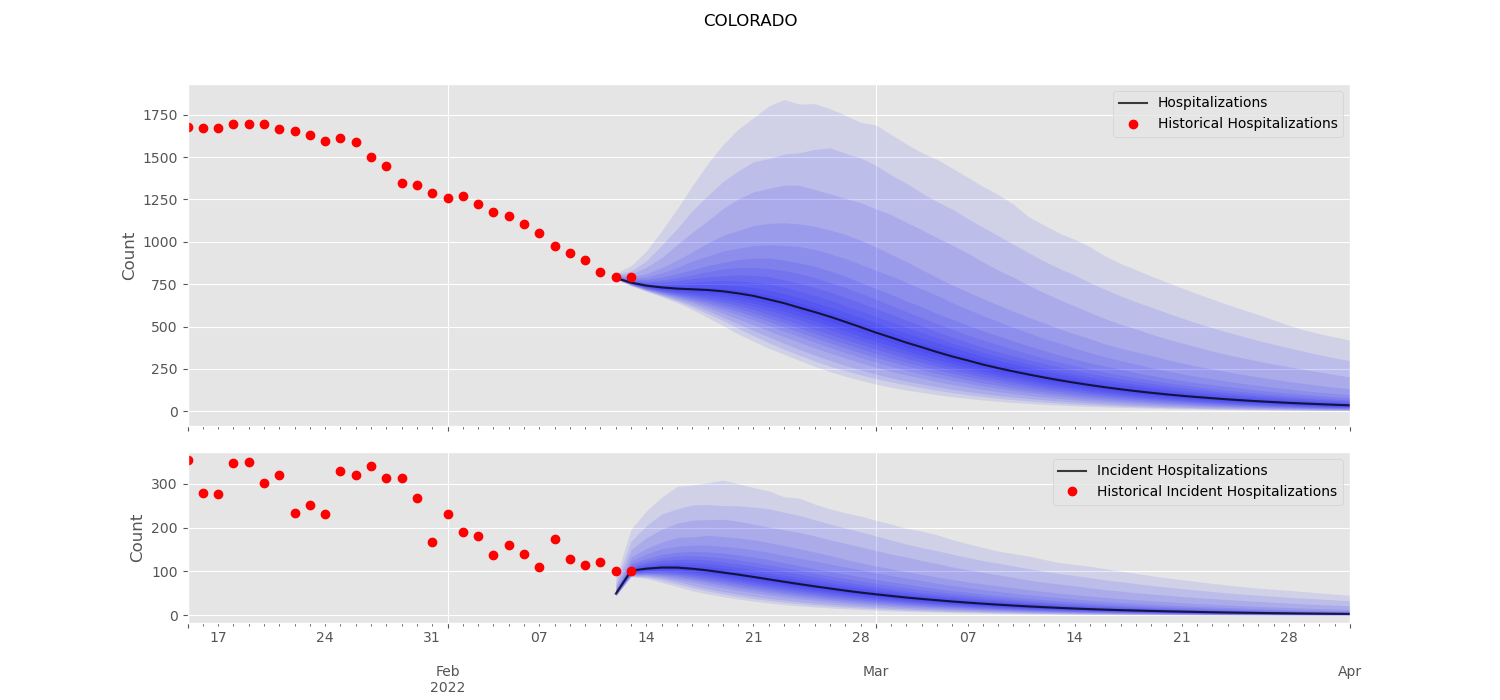 COLORADO
Count
1750
1500
1250
1000
750
500
250
0
Hospitalizations
Historical Hospitalizations
Count
300
200
100
0
Incident Hospitalizations
Historical Incident Hospitalizations
17 24 31 07 14 21 28 07 14 21 28
Feb Mar Apr
2022